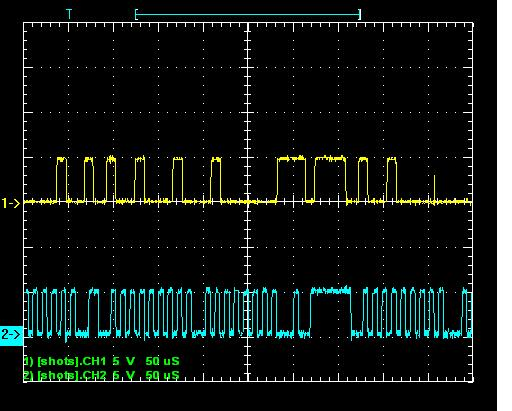 T
1->
2->
1) [shots].CH1 5 V 50 uS
2) [shots].CH2 5 V 50 uS